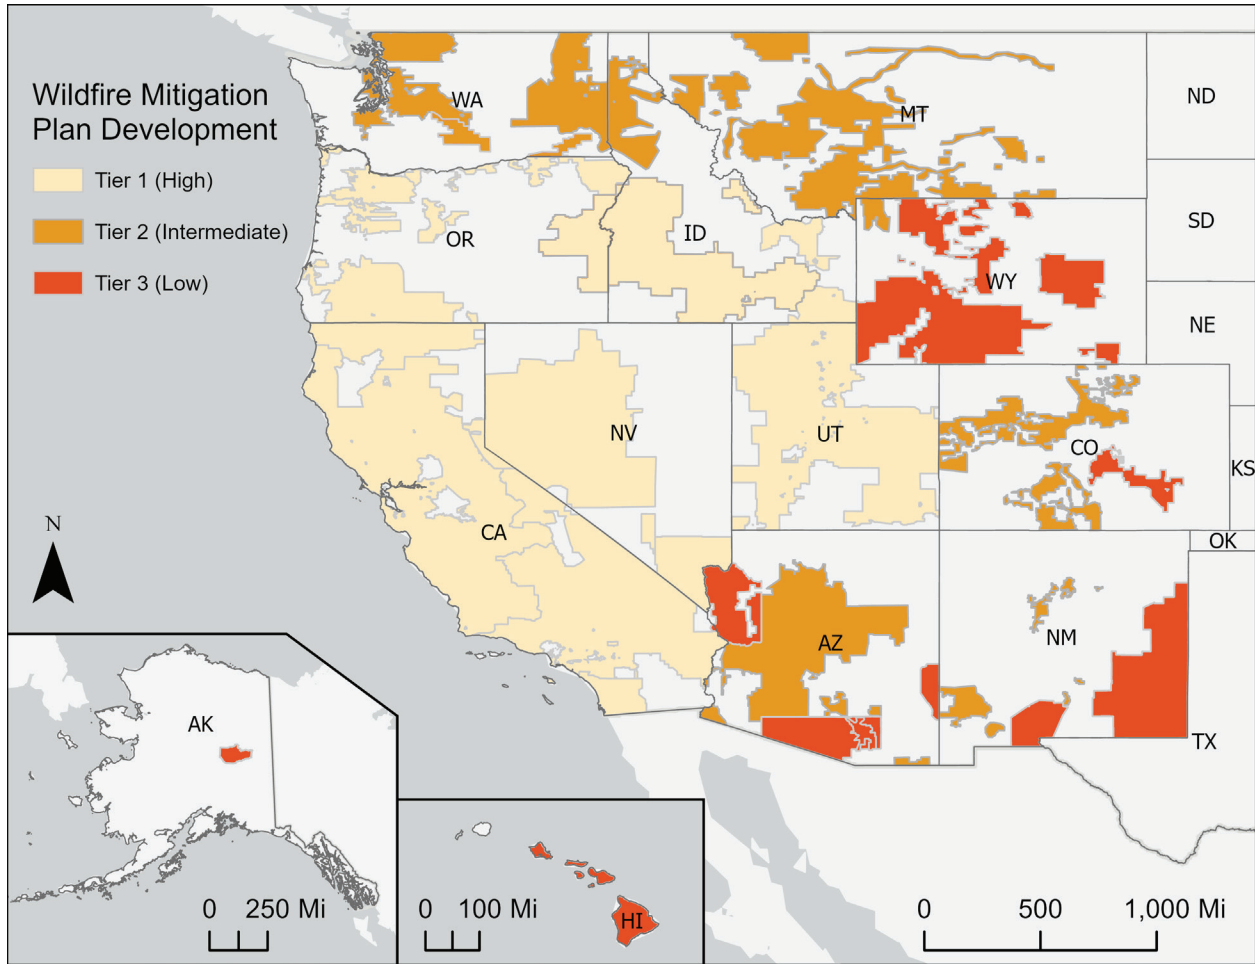 Wildfire Mitigation
Plan Development
Tier 1 (High)
Tier 2 (Intermediate)
Tier 3 (Low)
WA
MT
ND
OR
ID
SD
WY
NE
NV
UT
CO
KS
CA
N
OK
AZ
NM
TX
AK
HI
0 250 Mi
0 100 Mi
0 500 1,000 Mi